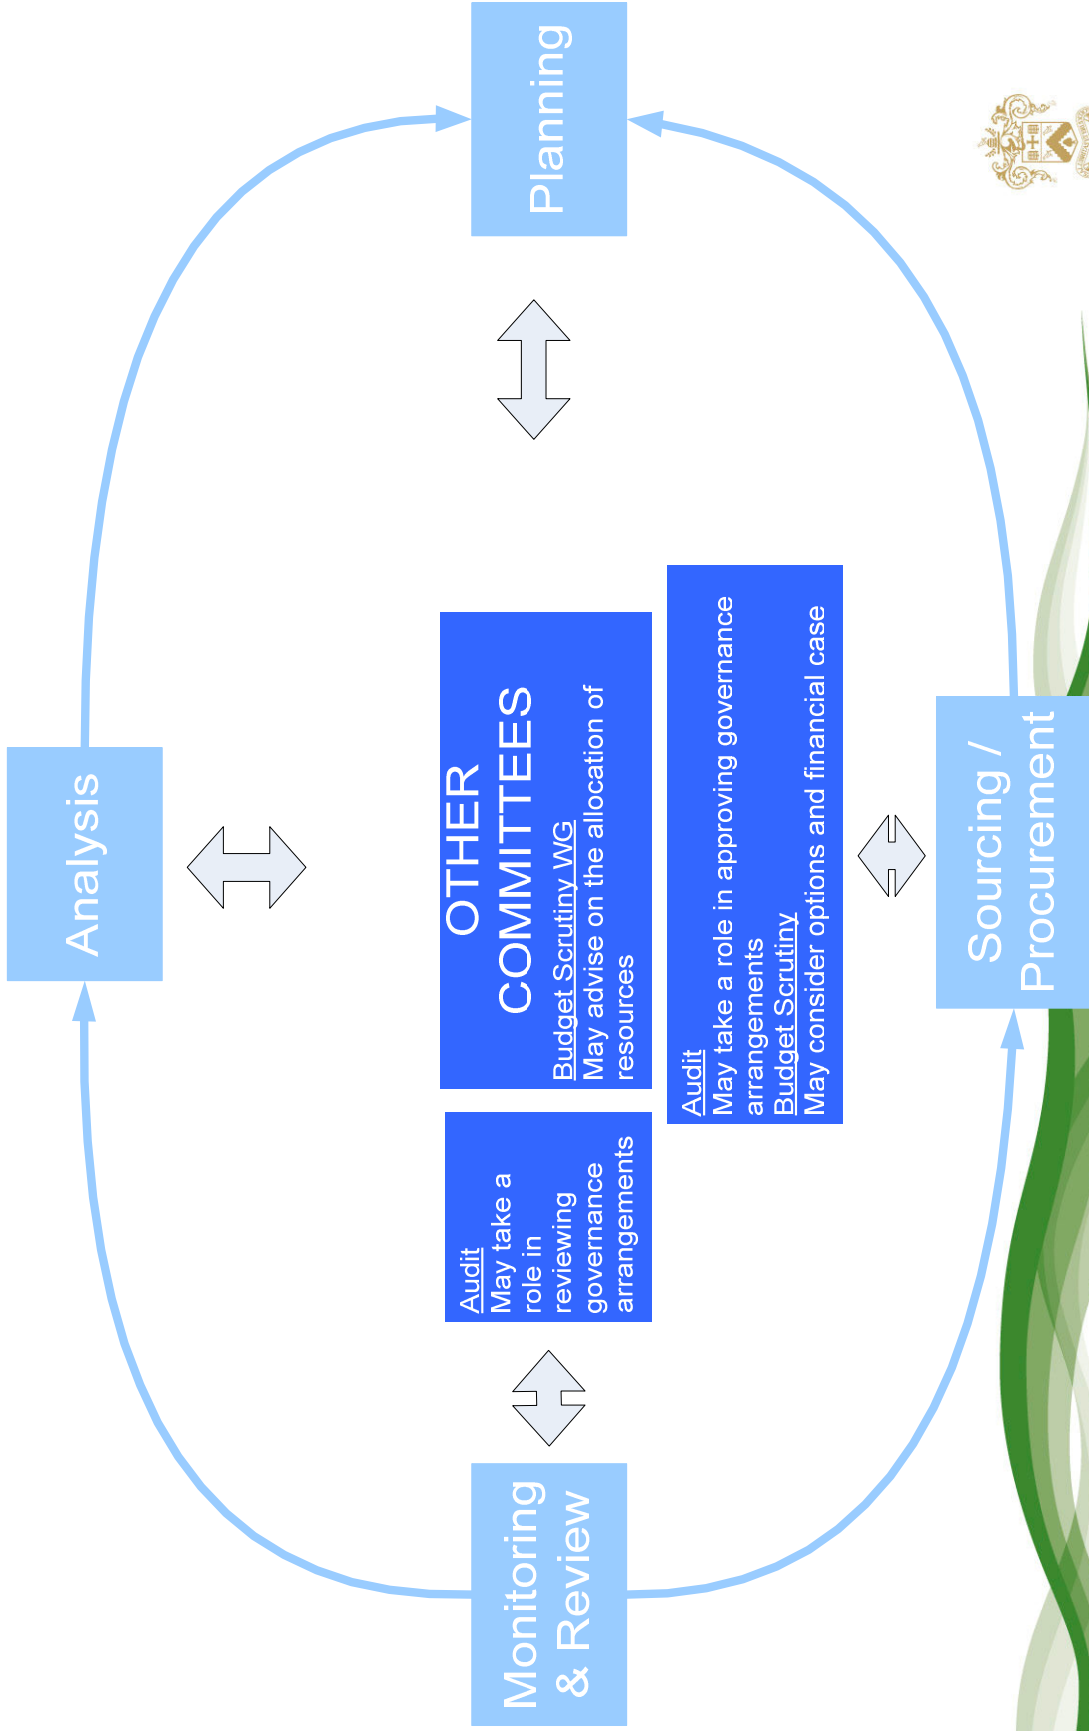 Analysis
Planning
OTHER
COMMITTEES
Budget Scrutiny WG
May advise on the allocation of
resources
Audit
May take a
role in
reviewing
governance
arrangements
Audit
May take a role in approving governance
arrangements
Budget Scrutiny
May consider options and financial case
Monitoring
& Review
Sourcing /
Procurement